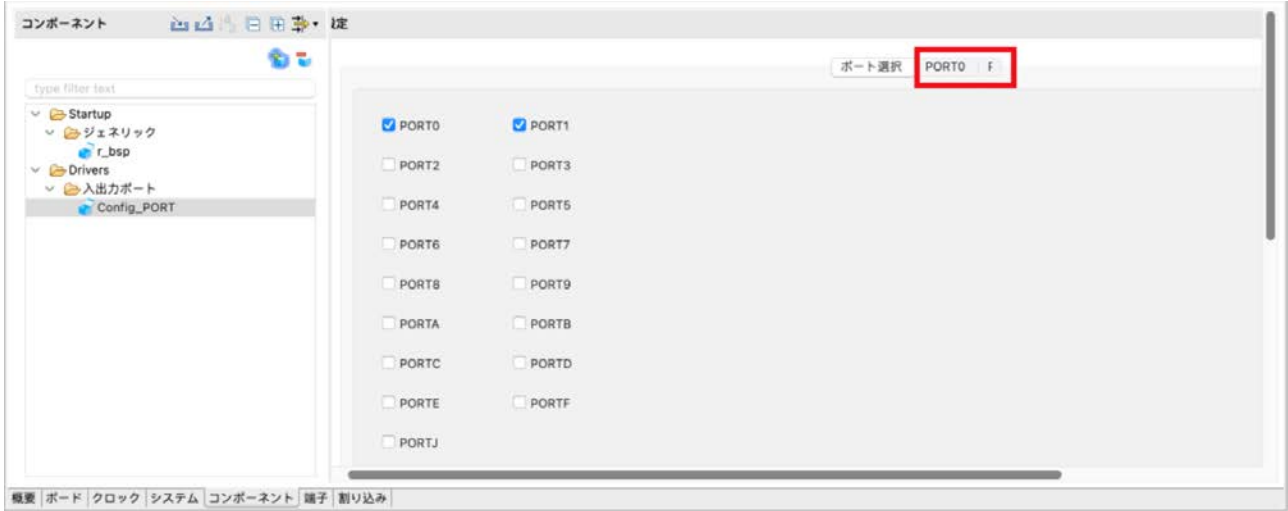 コンポーネント
設定
ポート選択 PORT0 F
type filter text
Startup
ジェネリック
r_bsp
Drivers
入出力ポート
Config_PORT
PORT0 PORT1
PORT2 PORT3
PORT4 PORT5
PORT6 PORT7
PORT8 PORT9
PORTA PORTB
PORTC PORTD
PORTE PORTF
PORTJ
概要 ボード クロック システム コンポーネント 端子 割り込み